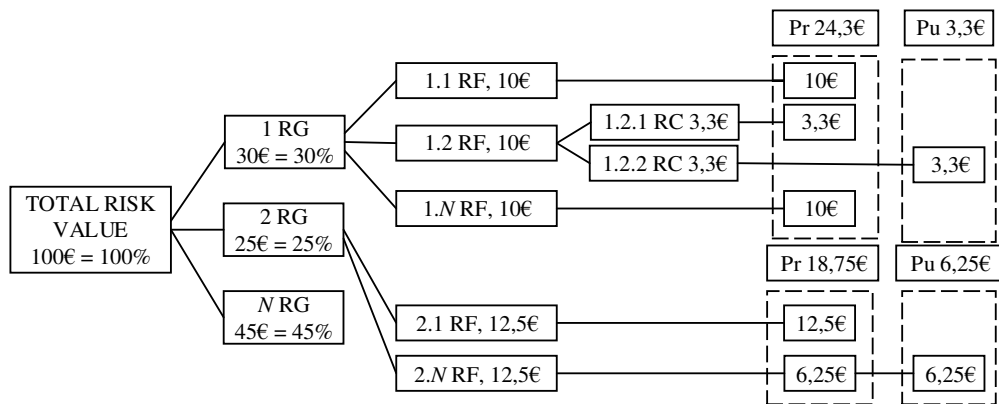 Pr 24,3€
Pu 3,3€
1.1 RF, 10€
10€
1 RG
30€ = 30%
1.2 RF, 10€
1.2.1 RC 3,3€
3,3€
1.2.2 RC 3,3€
3,3€
TOTAL RISK
VALUE
100€ = 100%
1.N RF, 10€
10€
2 RG
25€ = 25%
Pr 18,75€
Pu 6,25€
N RG
45€ = 45%
2.1 RF, 12,5€
12,5€
2.N RF, 12,5€
6,25€
6,25€